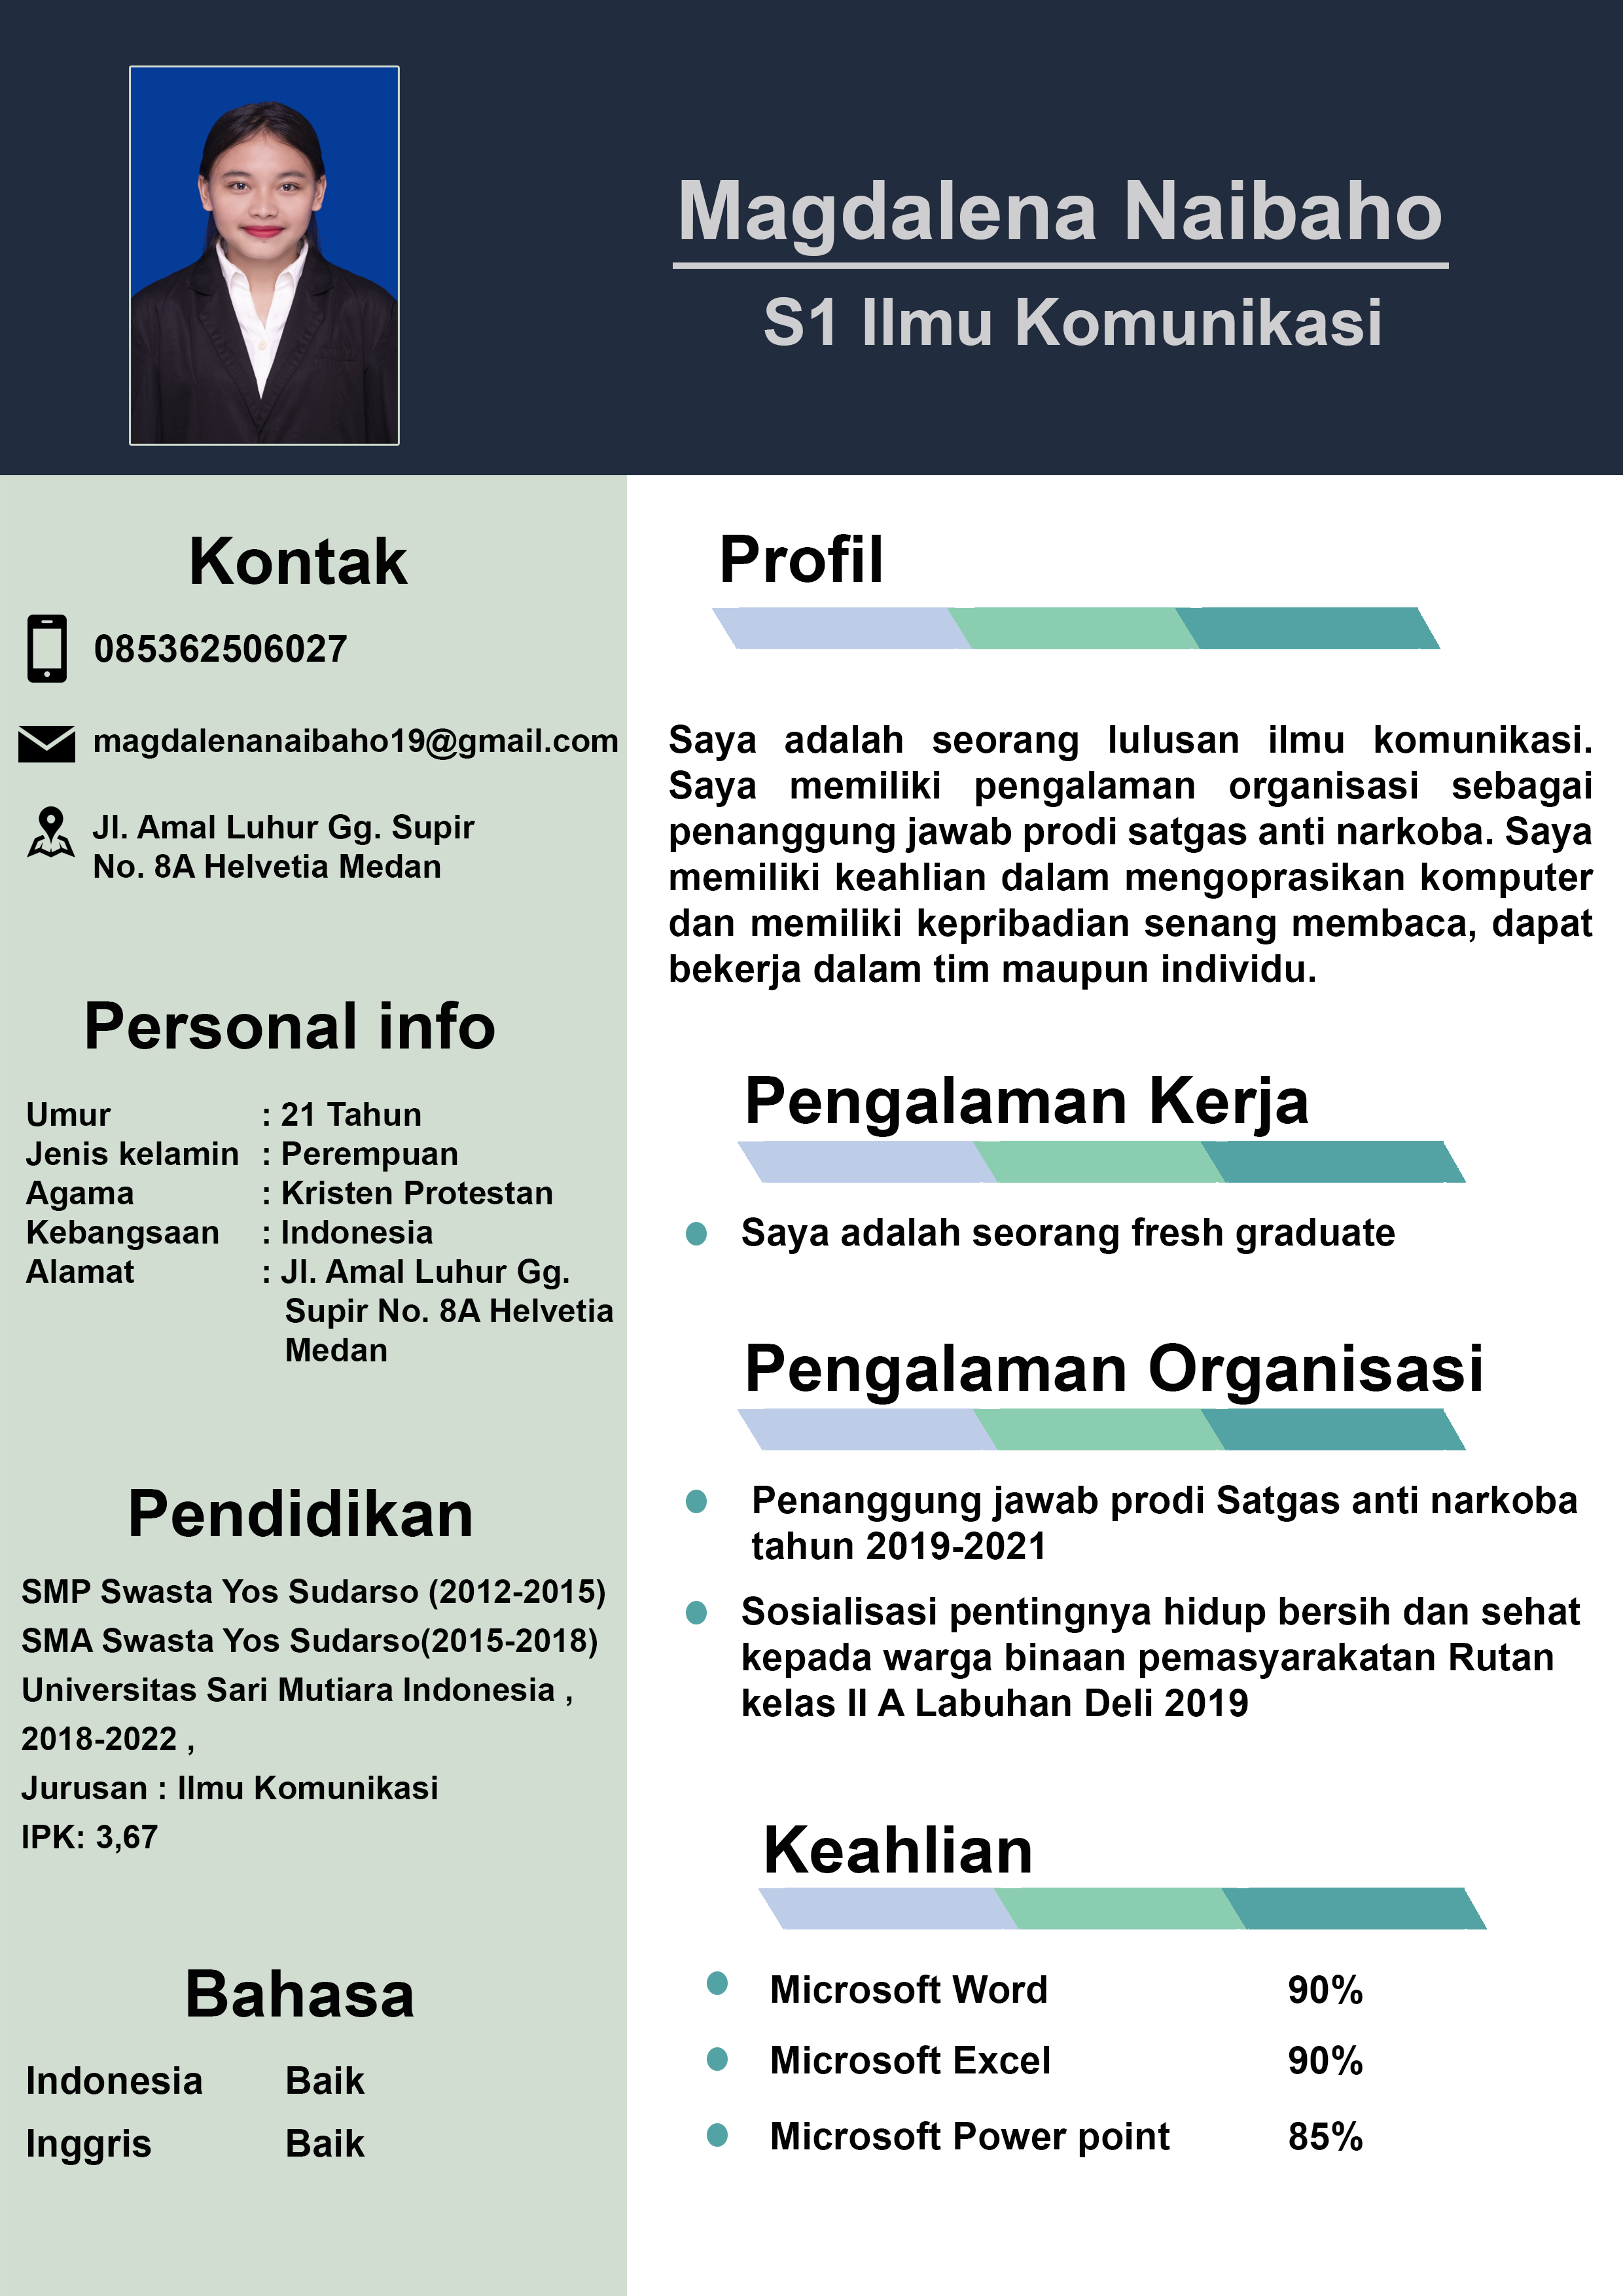 Magdalena Naibaho
S1 Ilmu Komunikasi
Kontak
085362506027
magdalenanaibaho19@gmail.com
Jl. Amal Luhur Gg. Supir
No. 8A Helvetia Medan
Personal info
Umur : 21 Tahun
Jenis kelamin : Perempuan
Agama : Kristen Protestan
Kebangsaan : Indonesia
Alamat : Jl. Amal Luhur Gg.
Supir No. 8A Helvetia
Medan
Pendidikan
SMP Swasta Yos Sudarso (2012-2015)
SMA Swasta Yos Sudarso(2015-2018)
Universitas Sari Mutiara Indonesia ,
2018-2022 ,
Jurusan : Ilmu Komunikasi
IPK: 3,67
Bahasa
Indonesia Baik
Inggris Baik
Profil
Saya adalah seorang lulusan ilmu komunikasi.
Saya memiliki pengalaman organisasi sebagai
penanggung jawab prodi satgas anti narkoba. Saya
memiliki keahlian dalam mengoprasikan komputer
dan memiliki kepribadian senang membaca, dapat
bekerja dalam tim maupun individu.
Pengalaman Kerja
Saya adalah seorang fresh graduate
Pengalaman Organisasi
Penanggung jawab prodi Satgas anti narkoba
tahun 2019-2021
Sosialisasi pentingnya hidup bersih dan sehat
kepada warga binaan pemasyarakatan Rutan
kelas II A Labuhan Deli 2019
Keahlian
Microsoft Word 90%
Microsoft Excel 90%
Microsoft Power point 85%